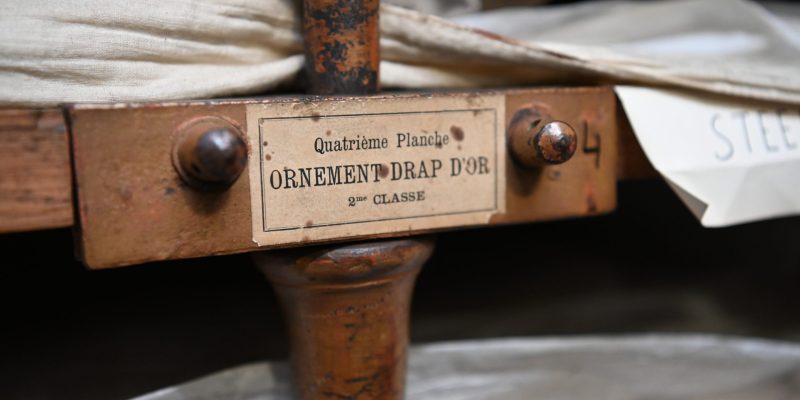 Quatrième Planche
ORNEMENT DRAP D'OR
2me CLASSE
4
STEE